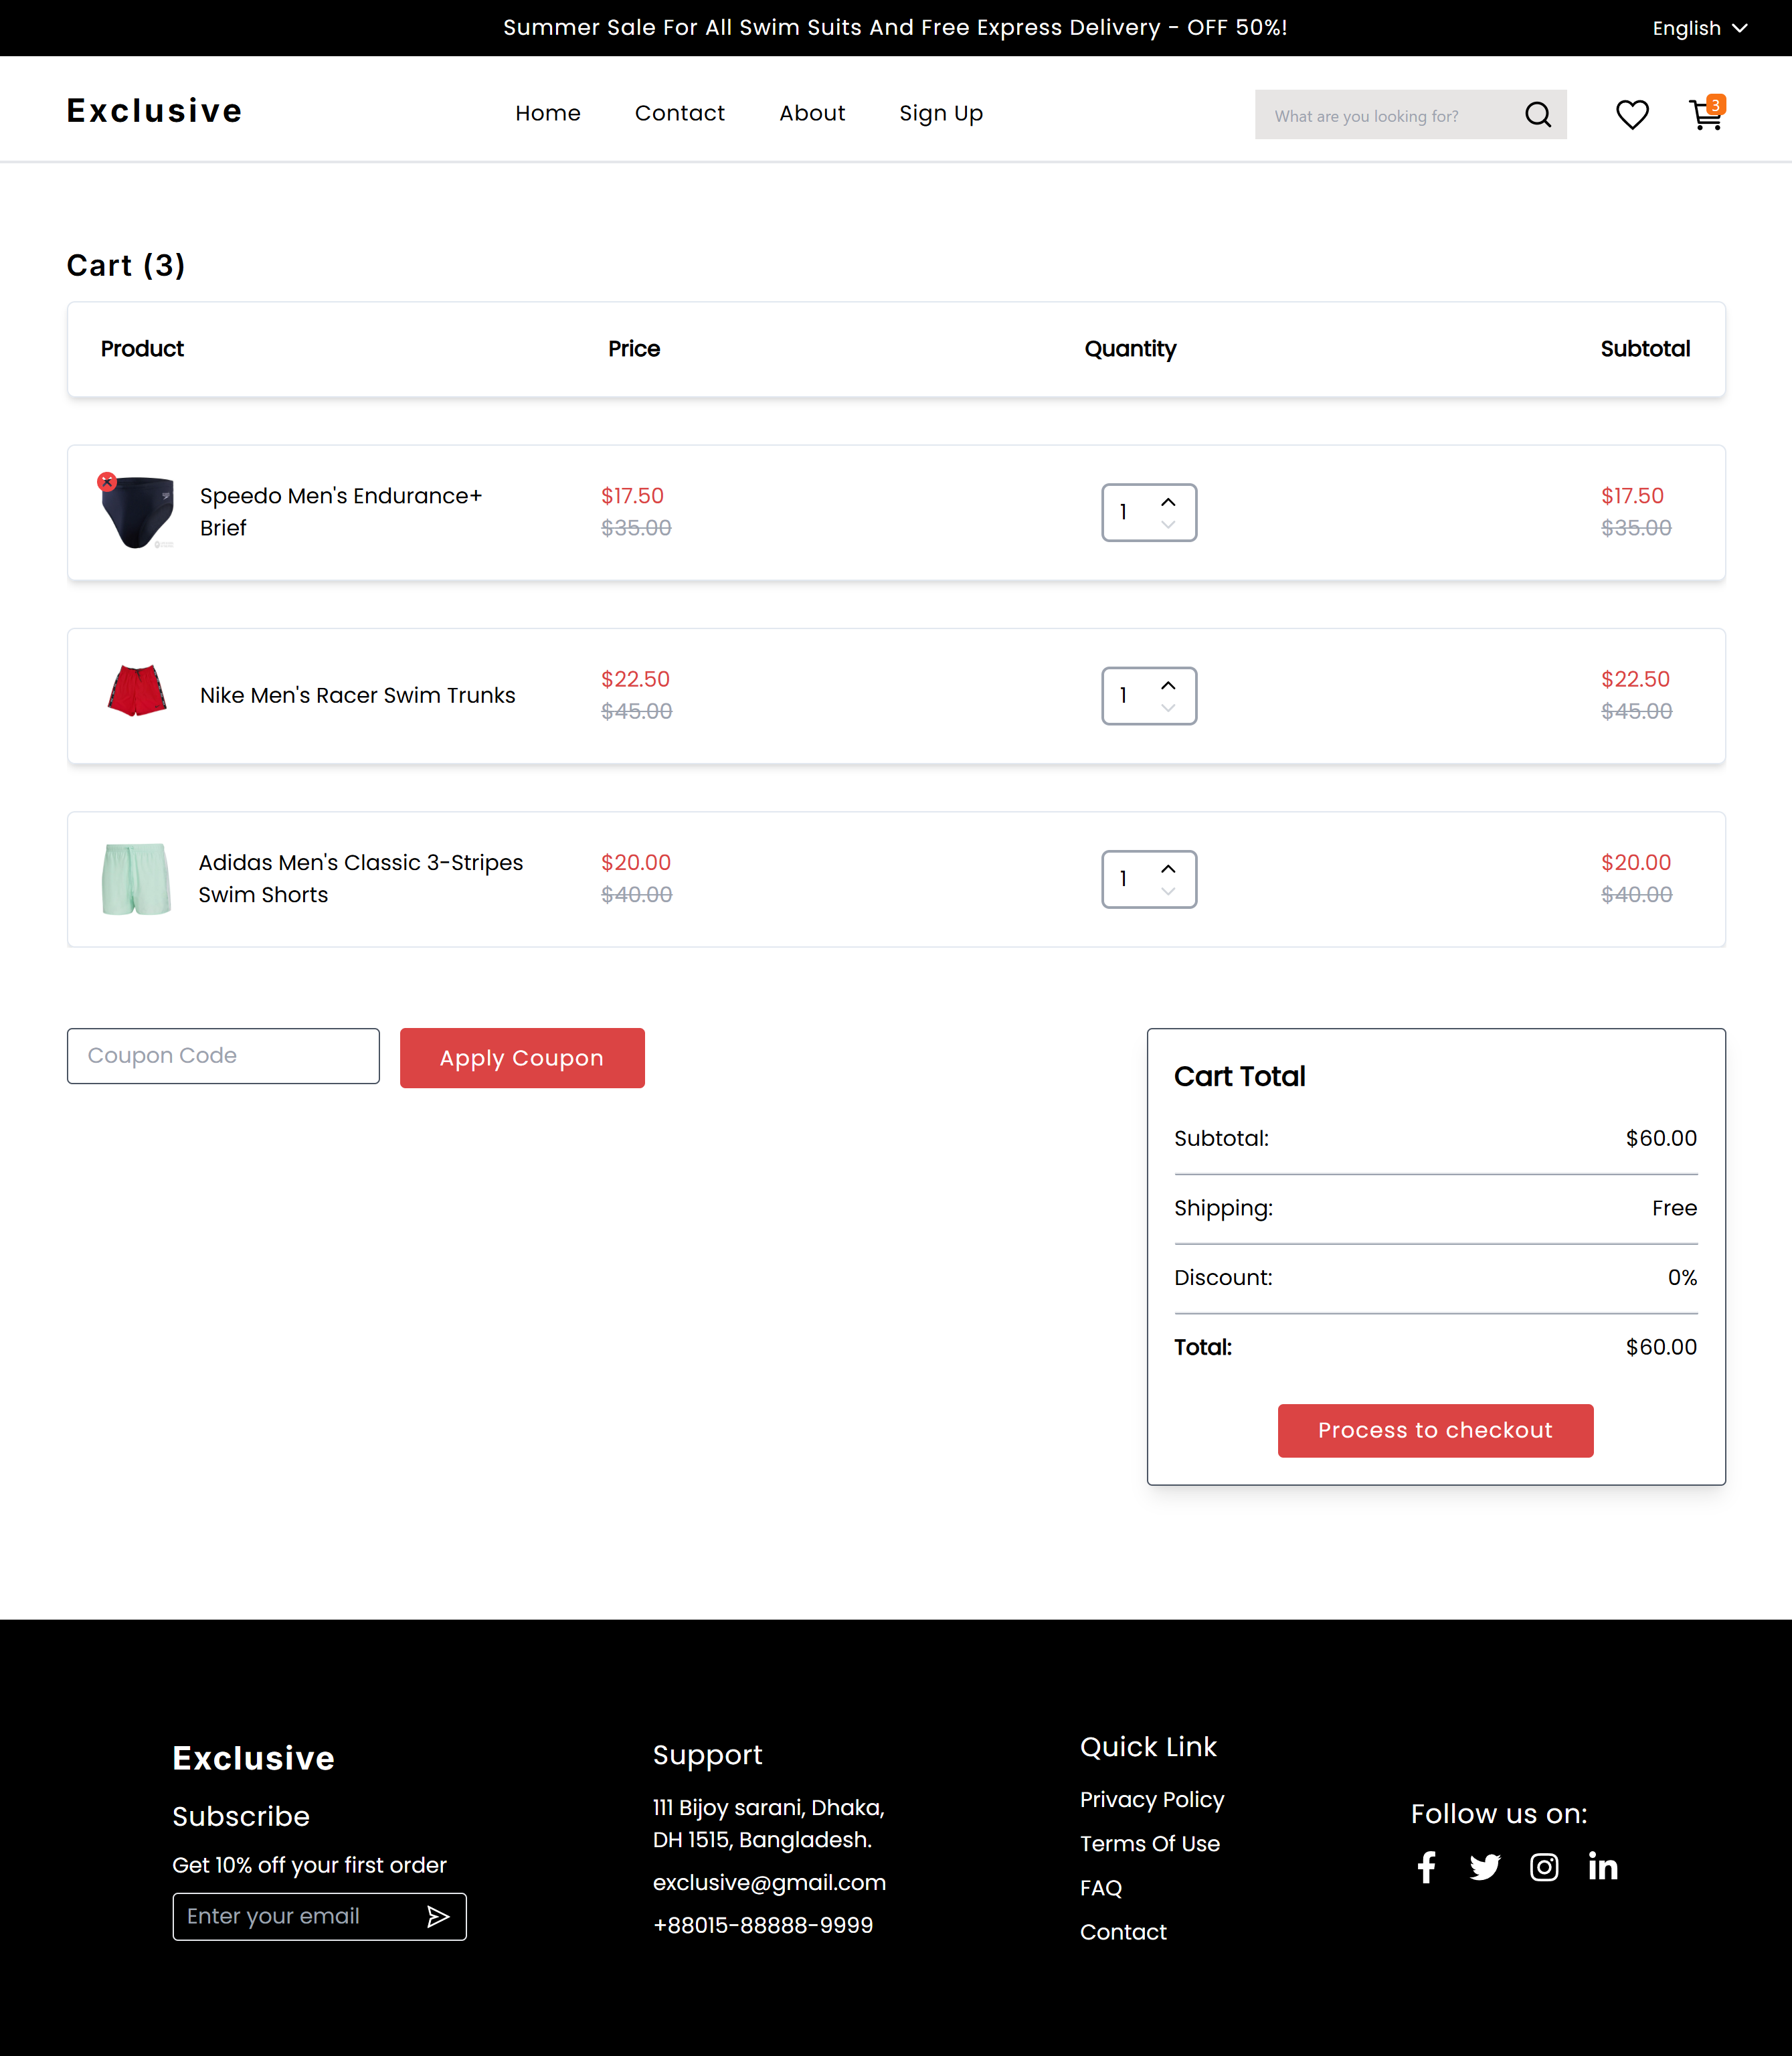 Summer Sale For All Swim Suits And Free Express Delivery - OFF 50%!
English
Exclusive
Home
Contact
About
Sign Up
What are you looking for?
3
Cart (3)
Product
Price
Quantity
Subtotal
Speedo Men's Endurance+
Brief
$17.50
$35.00
1
$17.50
$35.00
Nike Men's Racer Swim Trunks
$22.50
$45.00
1
$22.50
$45.00
Adidas Men's Classic 3-Stripes
Swim Shorts
$20.00
$40.00
1
$20.00
$40.00
Coupon Code
Apply Coupon
Cart Total
Subtotal:
$60.00
Shipping:
Free
Discount:
0%
Total:
$60.00
Process to checkout
Exclusive
Subscribe
Get 10% off your first order
Enter your email
Support
111 Bijoy sarani, Dhaka,
DH 1515, Bangladesh.
exclusive@gmail.com
+88015-88888-9999
Quick Link
Privacy Policy
Terms Of Use
FAQ
Contact
Follow us on: